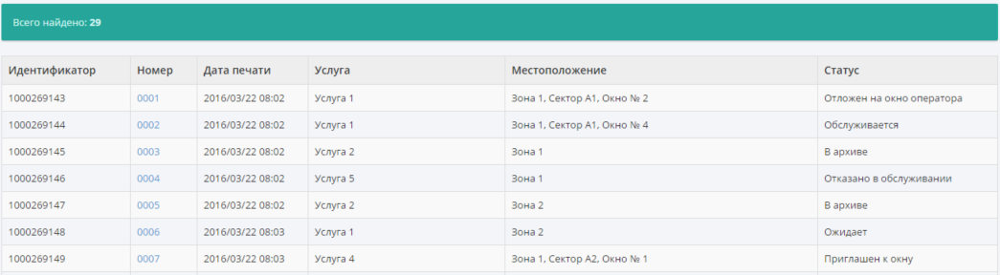 Всего найдено: 29
Идентификатор Номер Дата печати Услуга Местоположение Статус
1000269143 0001 2016/03/22 08:02 Услуга 1 Зона 1, Сектор A1, Окно № 2 Отложен на окно оператора
1000269144 0002 2016/03/22 08:02 Услуга 1 Зона 1, Сектор A1, Окно № 4 Обслуживается
1000269145 0003 2016/03/22 08:02 Услуга 2 Зона 1 В архиве
1000269146 0004 2016/03/22 08:02 Услуга 5 Зона 1 Отказано в обслуживании
1000269147 0005 2016/03/22 08:02 Услуга 2 Зона 2 В архиве
1000269148 0006 2016/03/22 08:03 Услуга 1 Зона 2 Ожидает
1000269149 0007 2016/03/22 08:03 Услуга 4 Зона 1, Сектор A2, Окно № 1 Приглашен к окну